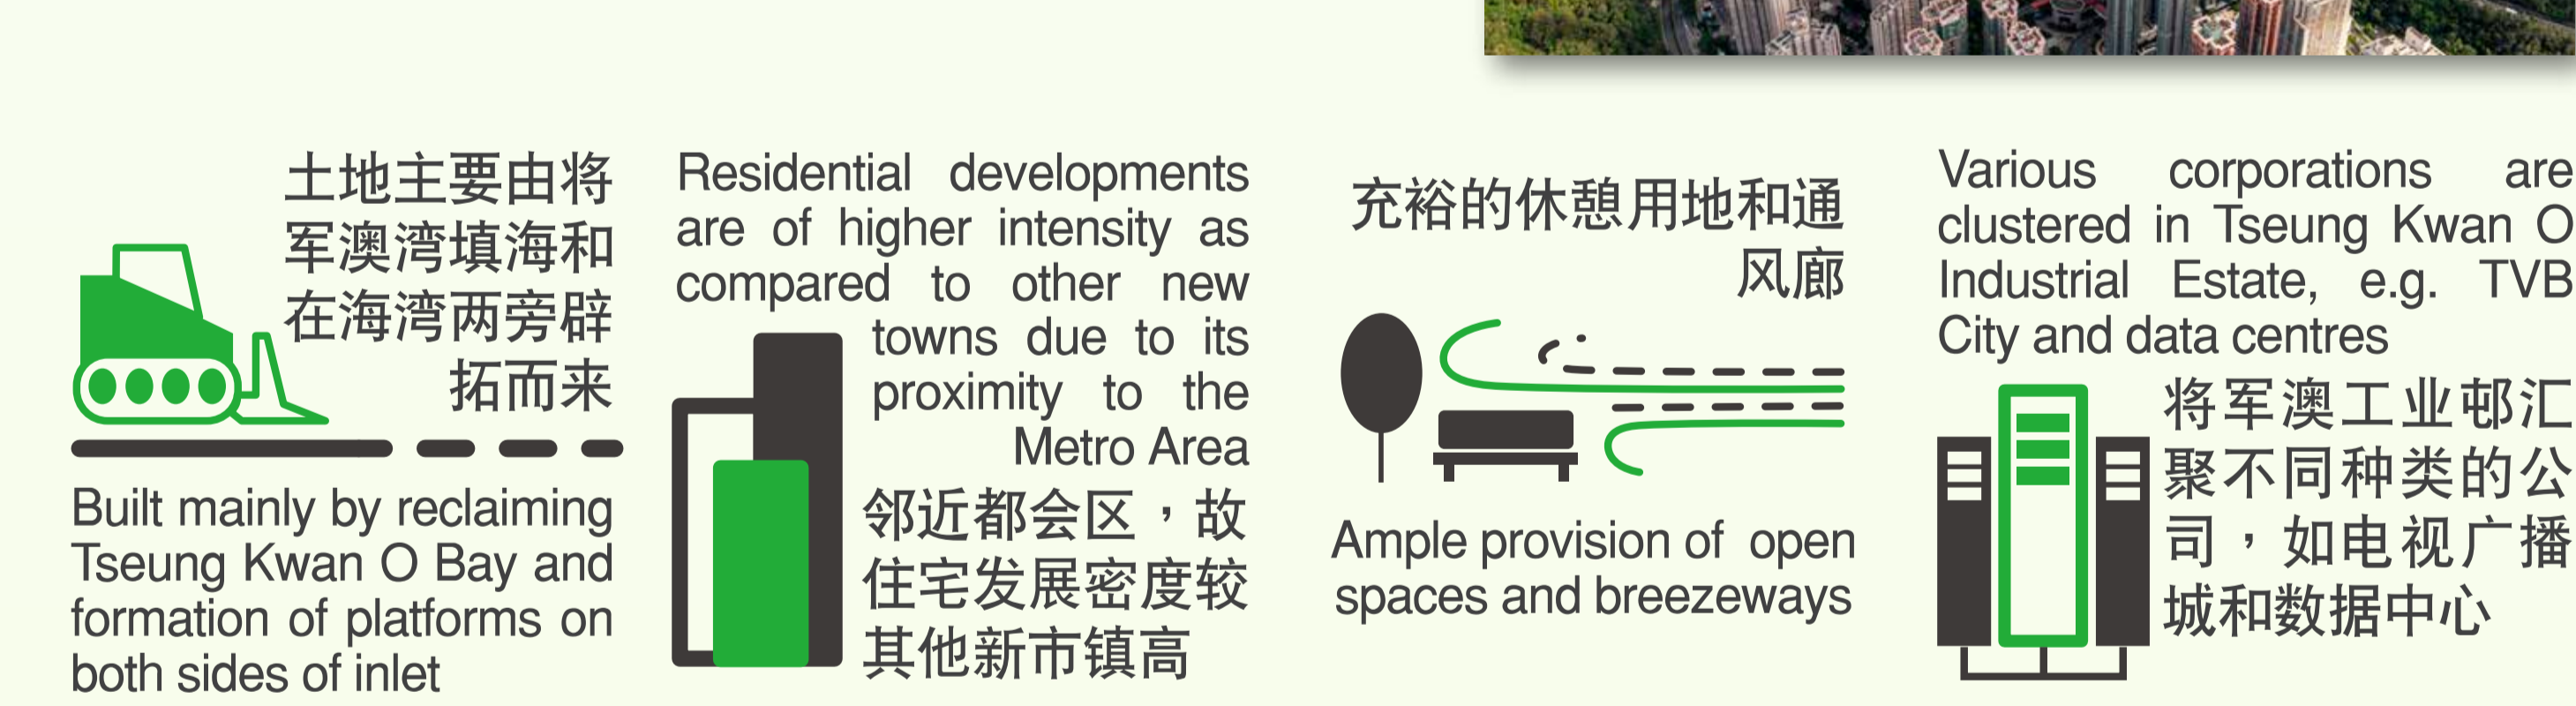 土地主要由将
军澳湾填海和
在海湾两旁辟
拓而来
Built mainly by reclaiming
Tseung Kwan O Bay and
formation of platforms on
both sides of inlet
Residential developments
are of higher intensity as
compared to other new
towns due to its
proximity to the
Metro Area
邻近都会区，故
住宅发展密度较
其他新市镇高
充裕的休憩用地和通
风廊
Ample provision of open
spaces and breezeways
Various corporations are
clustered in Tseung Kwan O
Industrial Estate, e.g. TVB
City and data centres
将军澳工业邨汇
聚不同种类的公
司，如电视广播
城和数据中心